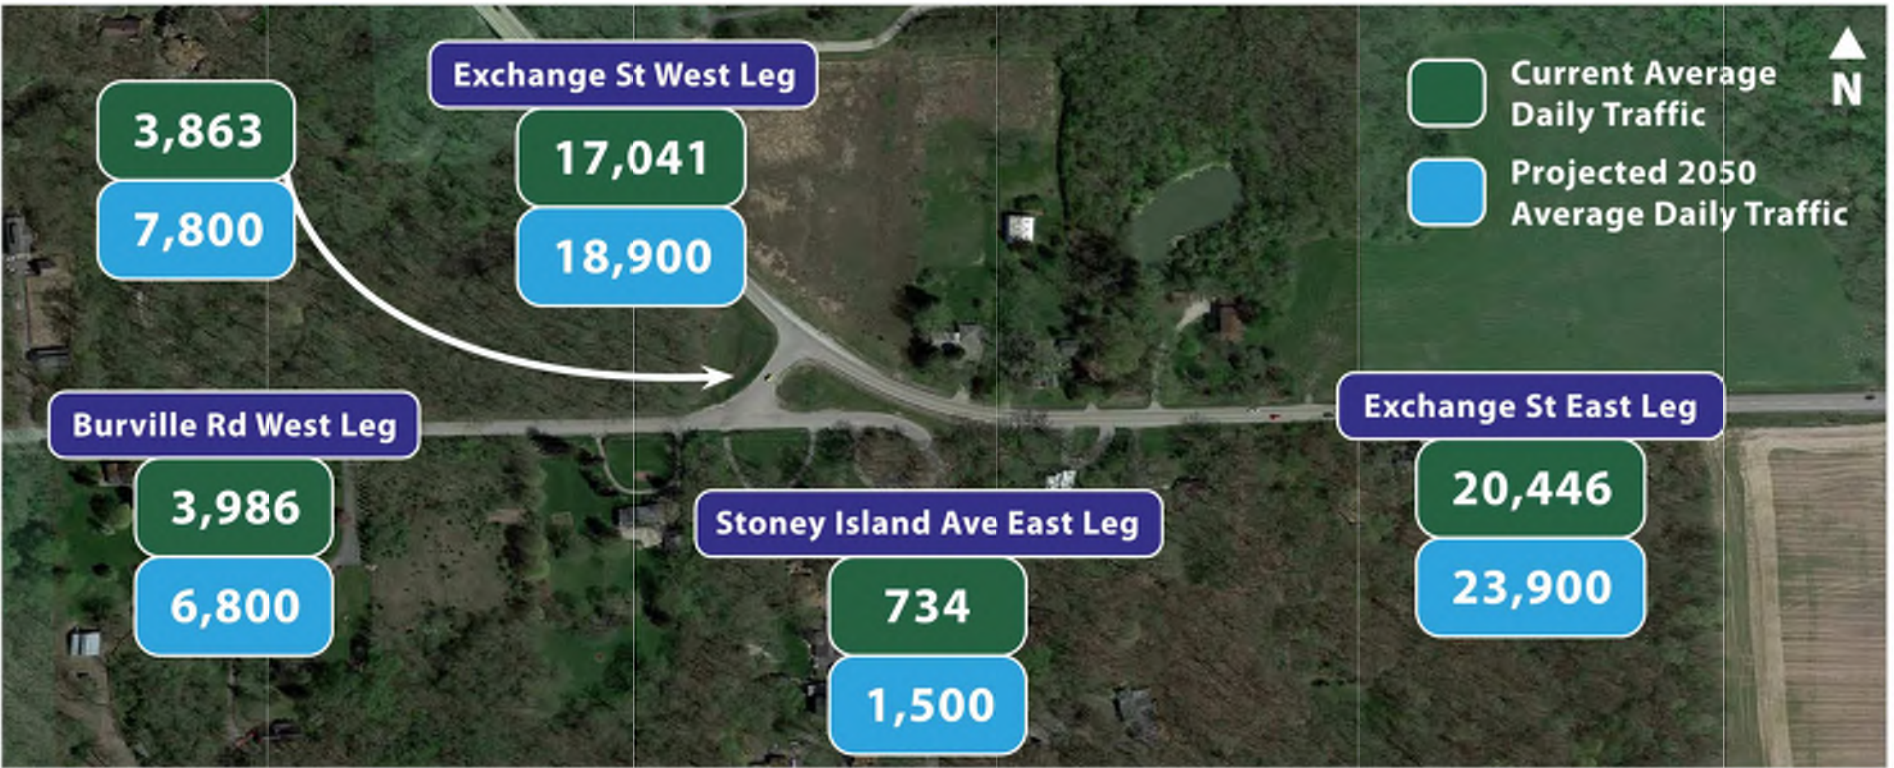 Exchange St West Leg
17,041
18,900
3,863
7,800
Current Average
Daily Traffic
Projected 2050
Average Daily Traffic
N
Burville Rd West Leg
3,986
6,800
Stoney Island Ave East Leg
734
1,500
Exchange St East Leg
20,446
23,900